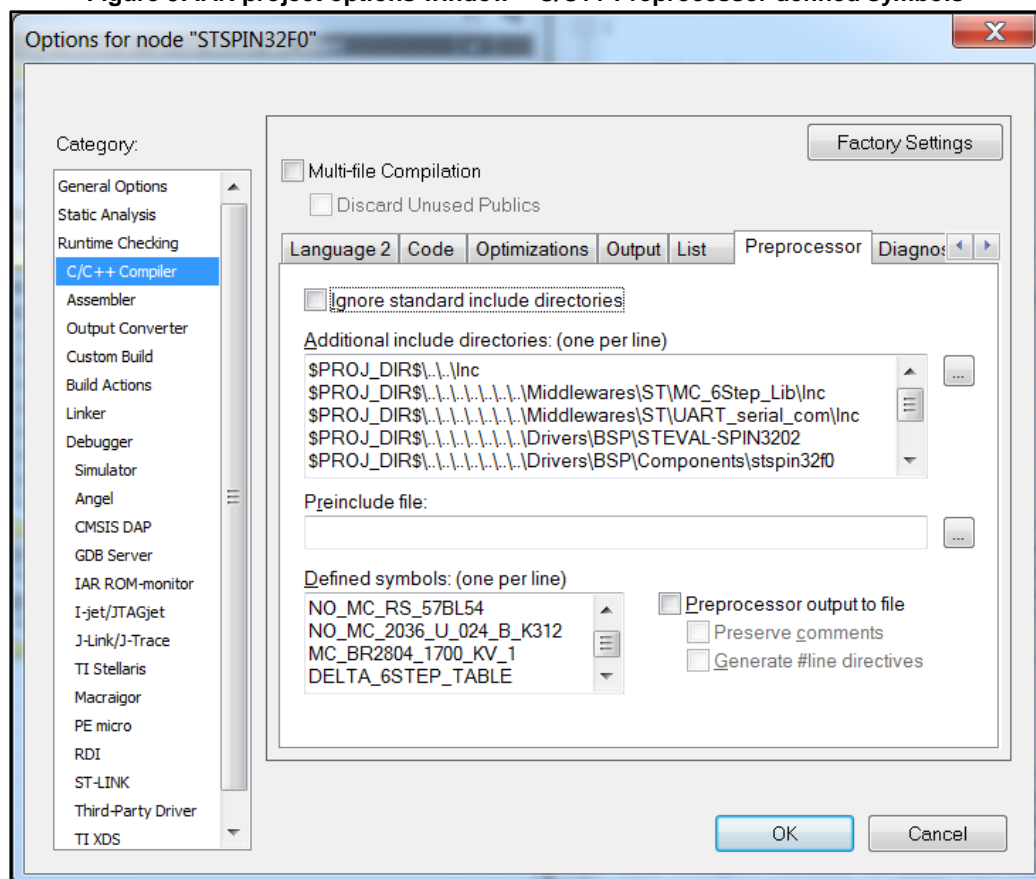 Options for node "STSPIN32F0"
X
Category:
General Options
Static Analysis
Runtime Checking
C/C++ Compiler
Assembler
Output Converter
Custom Build
Build Actions
Linker
Debugger
Simulator
Angel
CMSIS DAP
GDB Server
IAR ROM-monitor
I-jet/JTAGjet
J-Link/J-Trace
TI Stellaris
Macraigor
PE micro
RDI
ST-LINK
Third-Party Driver
TI XDS
Factory Settings
Multi-file Compilation
Discard Unused Publics
Language 2 Code Optimizations Output List Preprocessor Diagnos
Ignore standard include directories
Additional include directories: (one per line)
$PROJ_DIR$\..\..\Inc
$PROJ_DIR$\..\..\..\..\..\..\..\Middlewares\ST\MC_6Step_Lib\Inc
$PROJ_DIR$\..\..\..\..\..\..\..\Middlewares\ST\UART_serial_com\Inc
$PROJ_DIR$\..\..\..\..\..\..\..\Drivers\BSP\STEVAL-SPIN3202
$PROJ_DIR$\..\..\..\..\..\..\..\Drivers\BSP\Components\stspin32f0
...
Preinclude file:
...
Defined symbols: (one per line)
NO_MC_RS_57BL54
NO_MC_2036_U_024_B_K312
MC_BR2804_1700_KV_1
DELTA_6STEP_TABLE
Preprocessor output to file
Preserve comments
Generate #line directives
OK Cancel